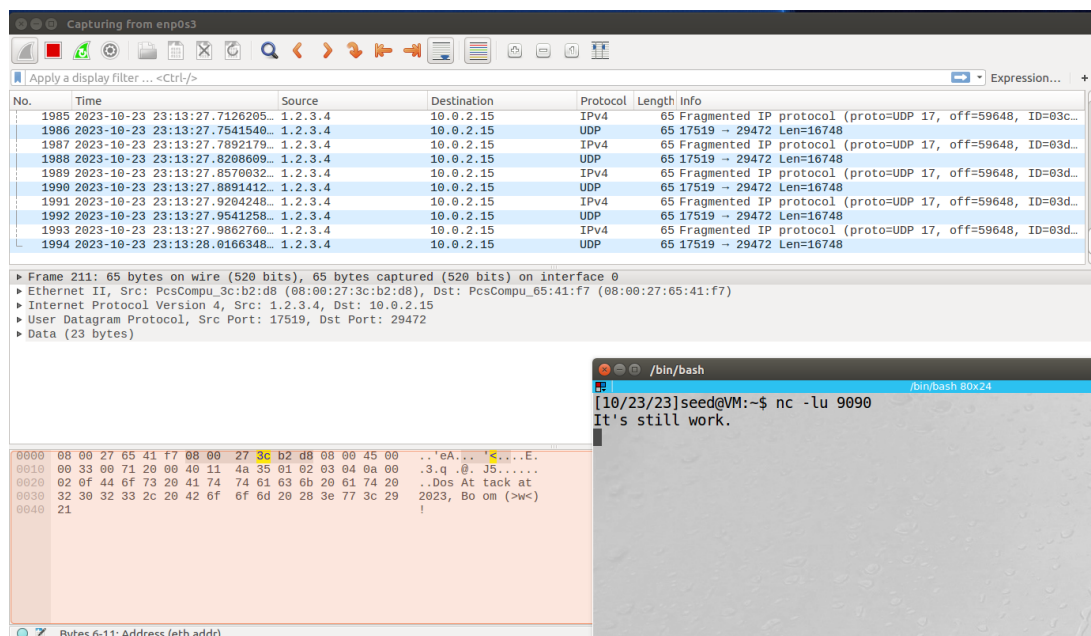 Capturing from enp0s3
Apply a display filter … <Ctrl-/>
Expression… +
No. Time Source Destination Protocol Length Info
1985 2023-10-23 23:13:27.7126205… 1.2.3.4 10.0.2.15 IPv4 65 Fragmented IP protocol (proto=UDP 17, off=59648, ID=03c…
1986 2023-10-23 23:13:27.7541540… 1.2.3.4 10.0.2.15 UDP 65 17519 → 29472 Len=16748
1987 2023-10-23 23:13:27.7892179… 1.2.3.4 10.0.2.15 IPv4 65 Fragmented IP protocol (proto=UDP 17, off=59648, ID=03d…
1988 2023-10-23 23:13:27.8208609… 1.2.3.4 10.0.2.15 UDP 65 17519 → 29472 Len=16748
1989 2023-10-23 23:13:27.8570032… 1.2.3.4 10.0.2.15 IPv4 65 Fragmented IP protocol (proto=UDP 17, off=59648, ID=03d…
1990 2023-10-23 23:13:27.8891412… 1.2.3.4 10.0.2.15 UDP 65 17519 → 29472 Len=16748
1991 2023-10-23 23:13:27.9204248… 1.2.3.4 10.0.2.15 IPv4 65 Fragmented IP protocol (proto=UDP 17, off=59648, ID=03d…
1992 2023-10-23 23:13:27.9541258… 1.2.3.4 10.0.2.15 UDP 65 17519 → 29472 Len=16748
1993 2023-10-23 23:13:27.9862760… 1.2.3.4 10.0.2.15 IPv4 65 Fragmented IP protocol (proto=UDP 17, off=59648, ID=03d…
1994 2023-10-23 23:13:28.0166348… 1.2.3.4 10.0.2.15 UDP 65 17519 → 29472 Len=16748
Frame 211: 65 bytes on wire (520 bits), 65 bytes captured (520 bits) on interface 0
Ethernet II, Src: PcsCompu_3c:b2:d8 (08:00:27:3c:b2:d8), Dst: PcsCompu_65:41:f7 (08:00:27:65:41:f7)
Internet Protocol Version 4, Src: 1.2.3.4, Dst: 10.0.2.15
User Datagram Protocol, Src Port: 17519, Dst Port: 29472
Data (23 bytes)
/bin/bash
/bin/bash 80x24
[10/23/23]seed@VM:~$ nc -lu 9090
It's still work.
0000 08 00 27 65 41 f7 08 00 27 3c b2 d8 08 00 45 00 ..'eA... '<....E.
0010 00 33 00 71 20 00 40 11 4a 35 01 02 03 04 0a 00 .3.q .@. J5......
0020 02 0f 44 6f 73 20 41 74 74 61 63 6b 20 61 74 20 ..Dos At tack at
0030 32 30 32 33 2c 20 42 6f 6f 6d 20 28 3e 77 3c 29 2023, Bo om (>w<)
0040 21 !
Bytes 6-11: Address (eth.addr)